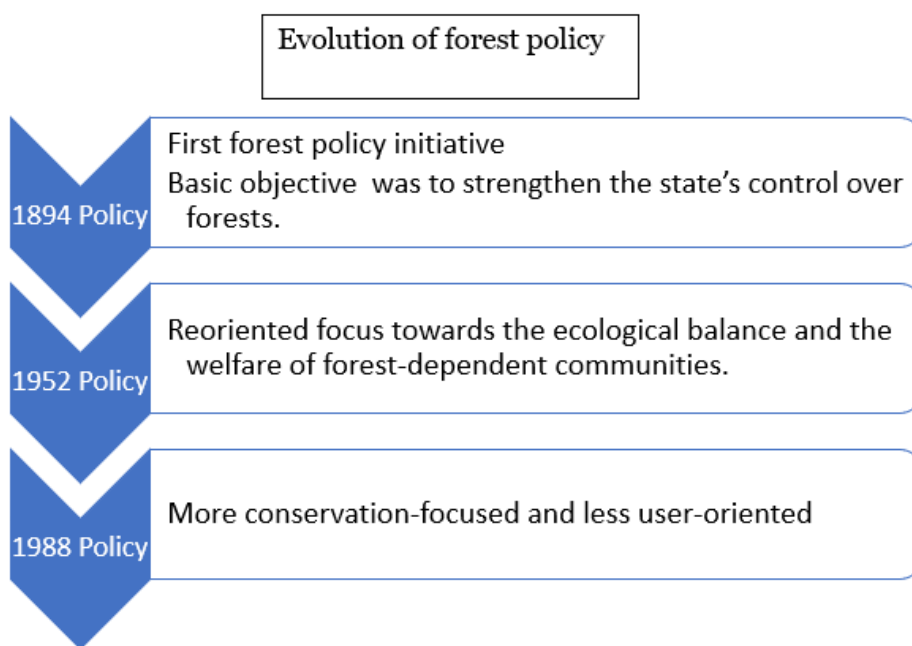 Evolution of forest policy
1894 Policy
First forest policy initiative
Basic objective was to strengthen the state’s control over
forests.
1952 Policy
Reoriented focus towards the ecological balance and the
welfare of forest-dependent communities.
1988 Policy
More conservation-focused and less user-oriented